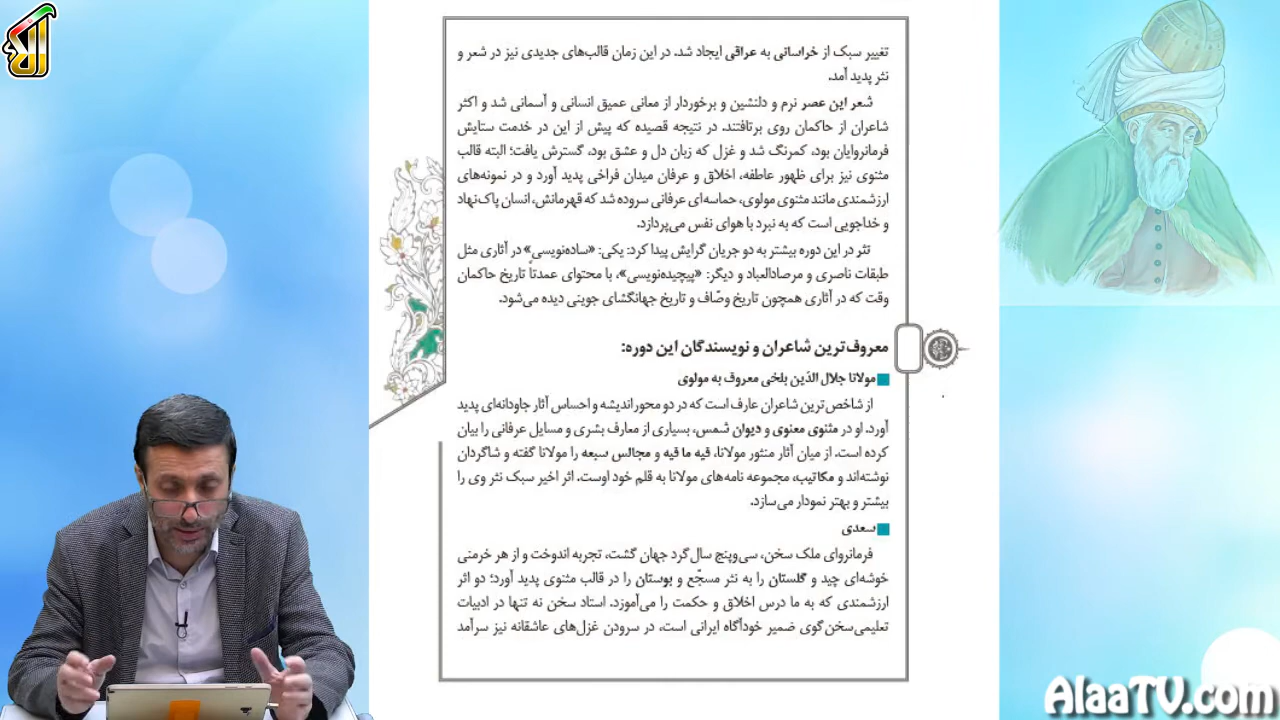 تغییر سبک از خراسانی به عراقی ایجاد شد. در این زمان قالب‌های جدیدی نیز در شعر و
نثر پدید آمد.
شعر این عصر نرم و دلنشین و برخوردار از معانی عمیق انسانی و آسمانی شد و اکثر
شاعران از حاکمان روی برتافتند. در نتیجه قصیده که پیش از این در خدمت ستایش
فرمانروایان بود، کمرنگ شد و غزل که زبان دل و عشق بود، گسترش یافت؛ البته قالب
مثنوی نیز برای ظهور عاطفه، اخلاق و عرفان میدان فراخی پدید آورد و در نمونه‌های
ارزشمندی مانند مثنوی مولوی، حماسه‌ای عرفانی سروده شد که قهرمانش، انسان پاک‌نهاد
و خداجویی است که به نبرد با هوای نفس می‌پردازد.
نثر در این دوره بیشتر به دو جریان گرایش پیدا کرد: یکی: «ساده‌نویسی» در آثاری مثل
طبقات ناصری و مرصادالعباد و دیگر: «پیچیده‌نویسی»، با محتوای عمدتاً تاریخ حاکمان
وقت که در آثاری همچون تاریخ وصّاف و تاریخ جهانگشای جوینی دیده می‌شود.
معروف‌ترین شاعران و نویسندگان این دوره:
مولانا جلال الدّین بلخی معروف به مولوی
از شاخص‌ترین شاعران عارف است که در دو محور اندیشه و احساس آثار جاودانه‌ای پدید
آورد. او در مثنوی معنوی و دیوان شمس، بسیاری از معارف بشری و مسایل عرفانی را بیان
کرده است. از میان آثار منثور مولانا، فیه ما فیه و مجالس سبعه را مولانا گفته و شاگردان
نوشته‌اند و مکاتیب، مجموعه نامه‌های مولانا به قلم خود اوست. اثر اخیر سبک نثر وی را
بیشتر و بهتر نمودار می‌سازد.
سعدی
فرمانروای ملک سخن، سی‌وپنج سال گرد جهان گشت، تجربه اندوخت و از هر خرمنی
خوشه‌ای چید و گلستان را به نثر مسجّع و بوستان را در قالب مثنوی پدید آورد؛ دو اثر
ارزشمندی که به ما درس اخلاق و حکمت را می‌آموزد. استاد سخن نه تنها در ادبیات
تعلیمی سخن‌گوی ضمیر خودآگاه ایرانی است، در سرودن غزل‌های عاشقانه نیز سرآمد
AlaaTV.com